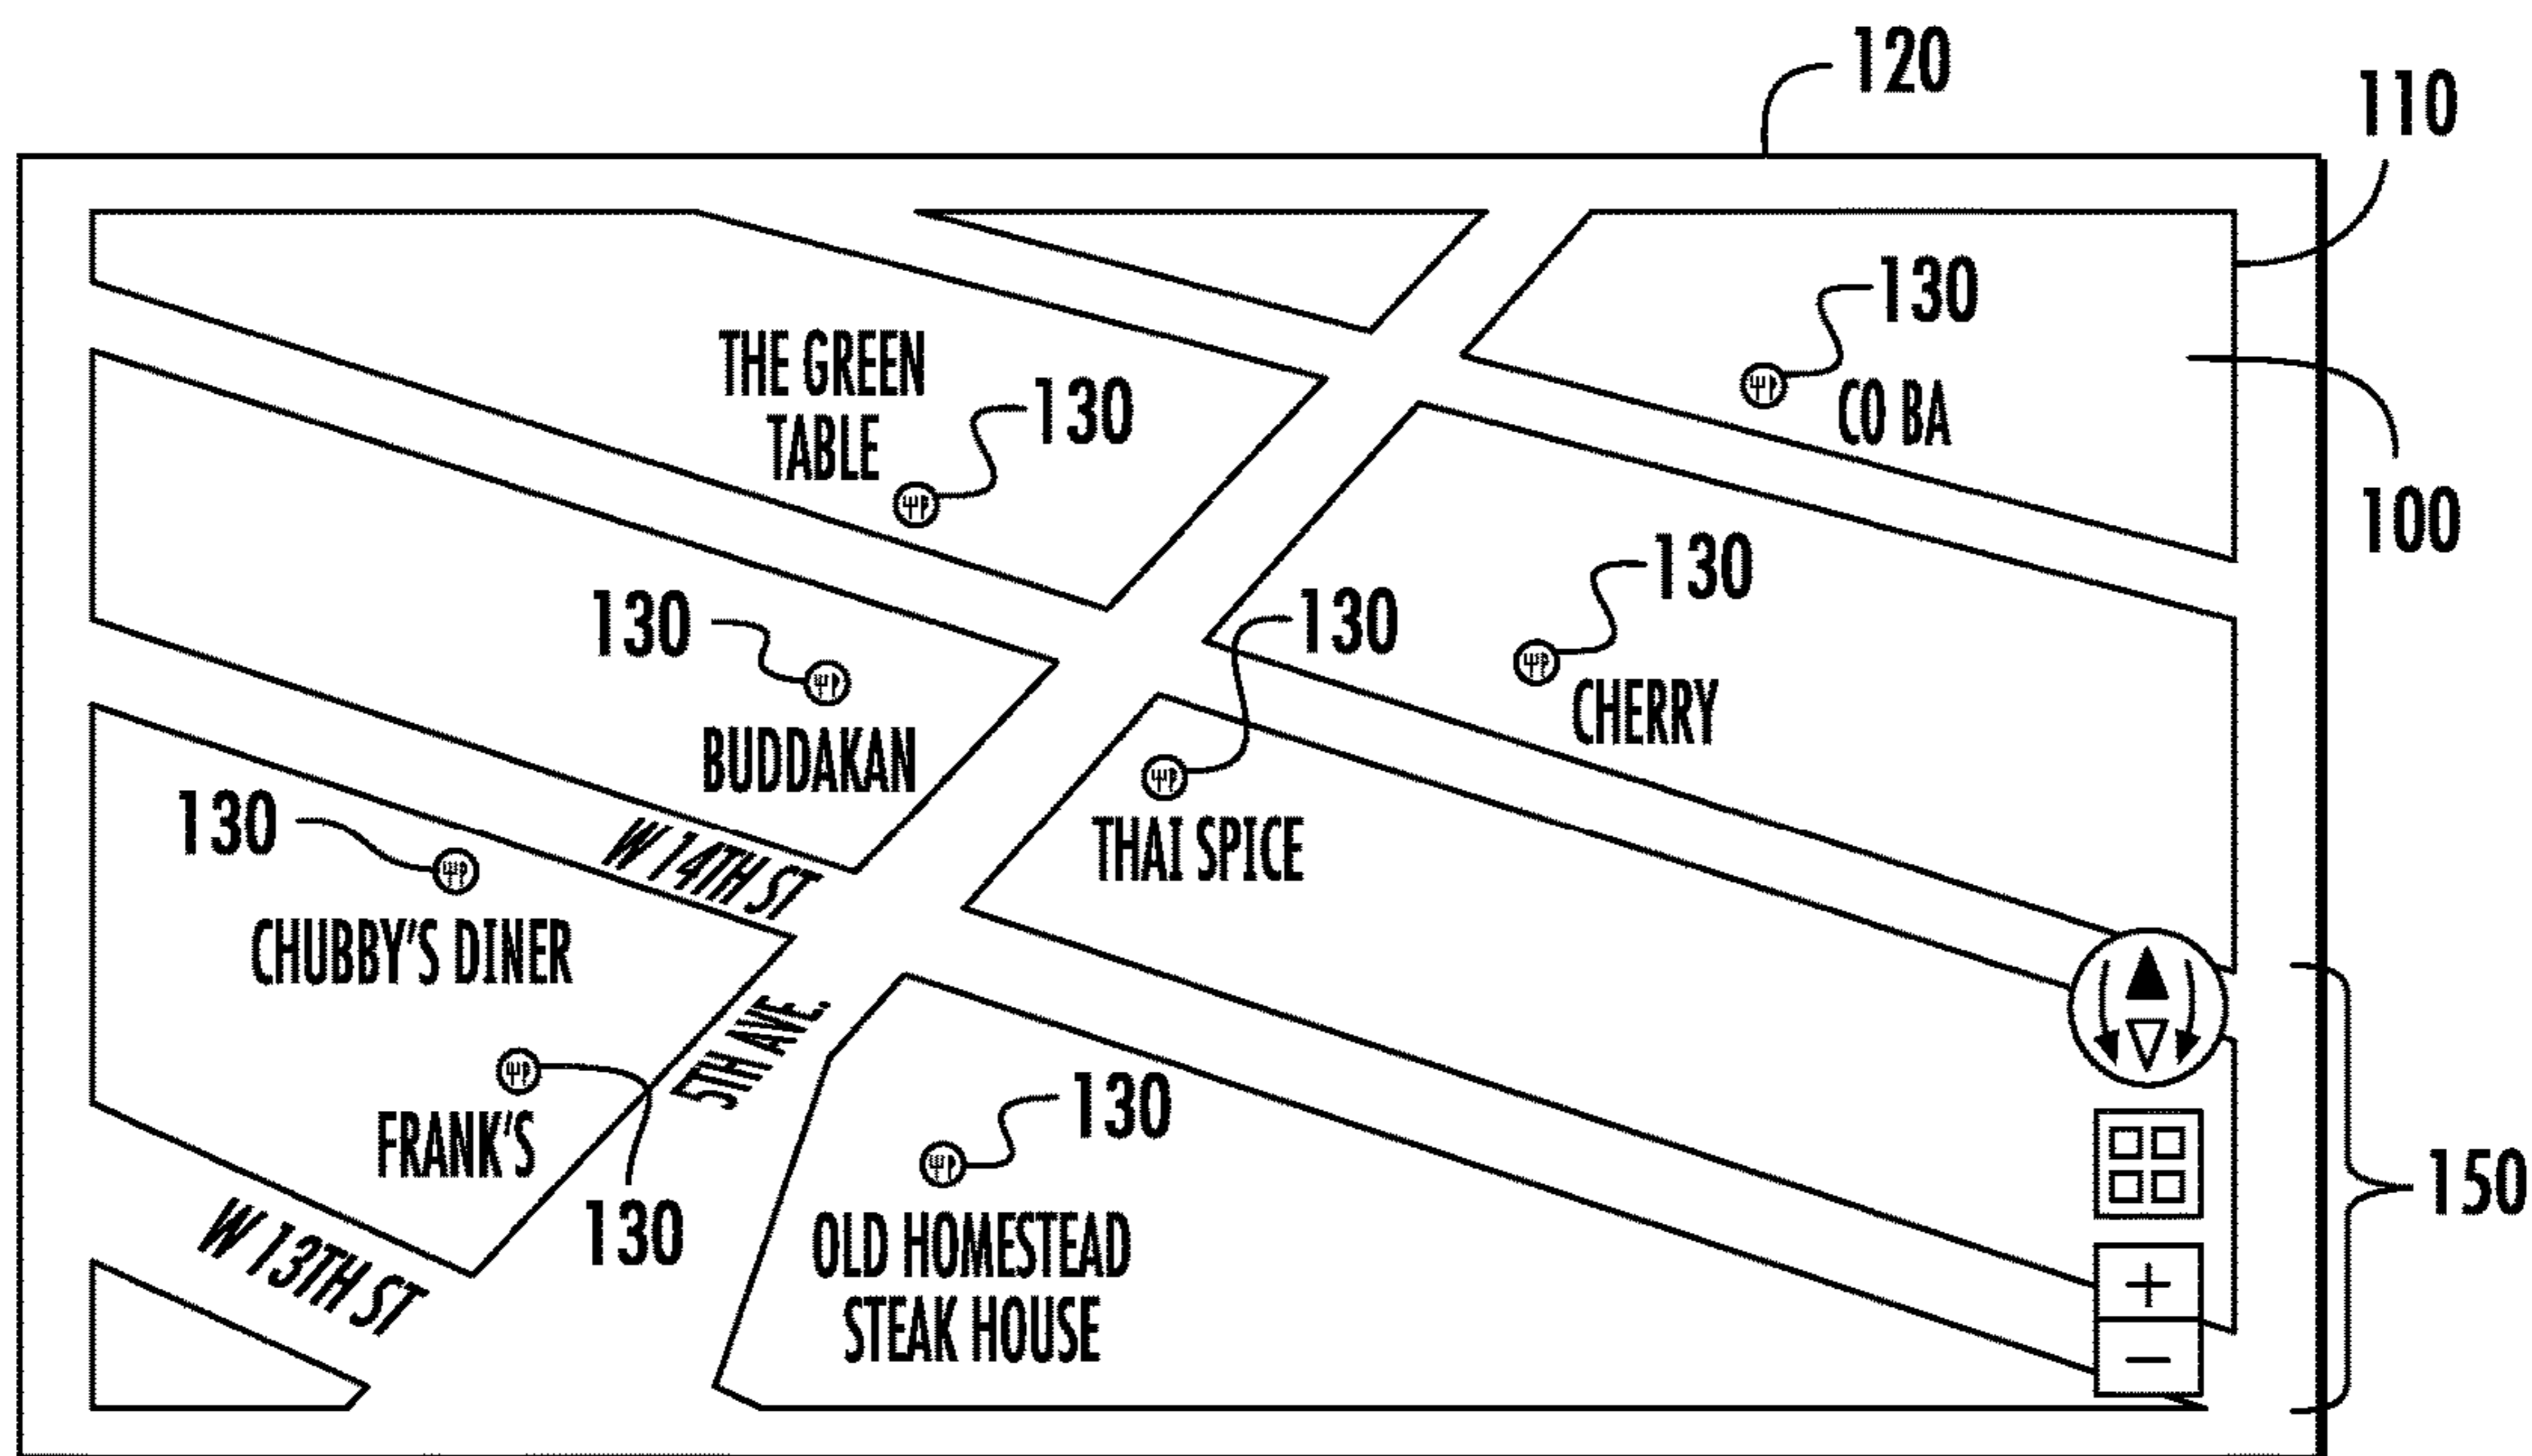 120
110
130
THE GREEN
TABLE
130
CO BA
100
130
130
130
BUDDAKAN
CHERRY
130
W 14TH ST
THAI SPICE
CHUBBY'S DINER
5TH AVE.
FRANK'S
130
130
W 13TH ST
OLD HOMESTEAD
STEAK HOUSE
+
−
150